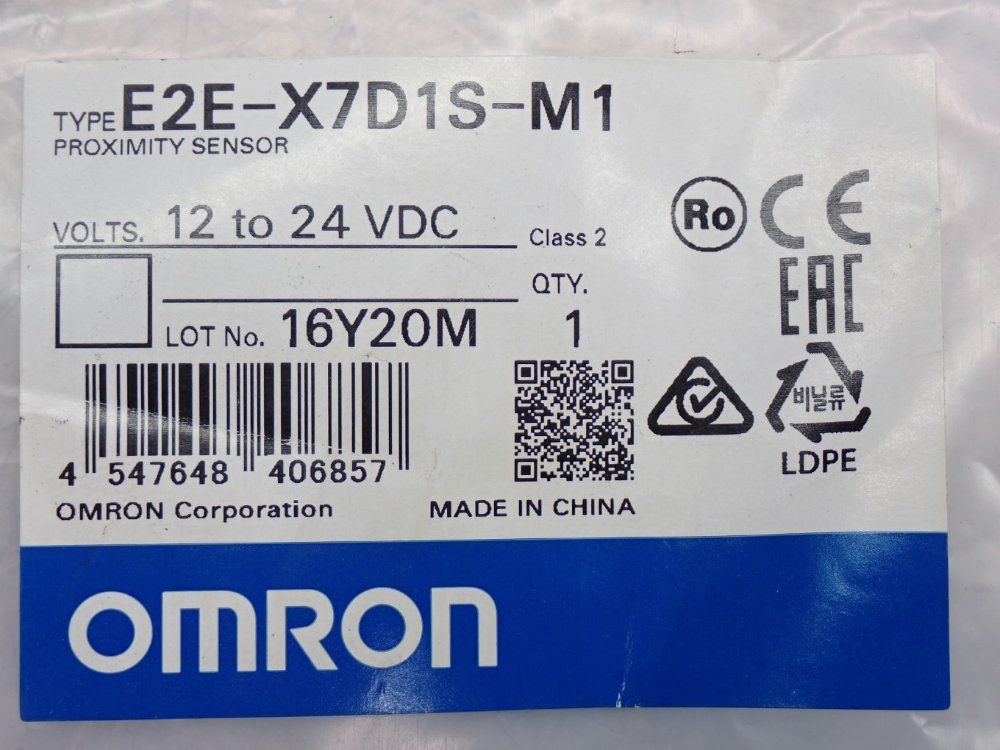 TYPE E2E-X7D1S-M1
PROXIMITY SENSOR
VOLTS. 12 to 24 VDC
Class 2
Ro
CE
EAC
QTY.
LOT No. 16Y20M
1
비닐류
LDPE
4 547648 406857
OMRON Corporation
MADE IN CHINA
OMRON